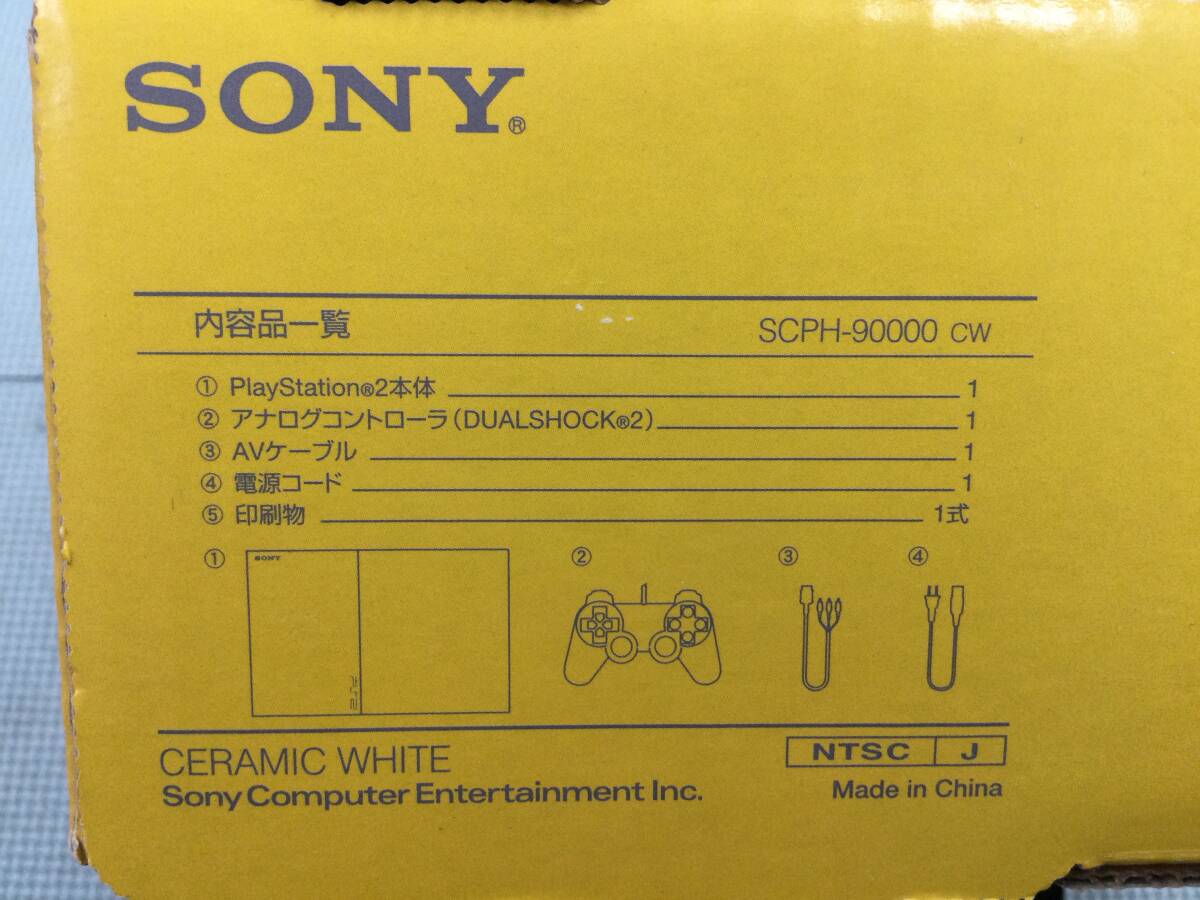 SONY®
内容品一覧 SCPH-90000 CW
① PlayStation®2本体 1
② アナログコントローラ(DUALSHOCK®2) 1
③ AVケーブル 1
④ 電源コード 1
⑤ 印刷物 1式
① ② ③ ④
SONY
PS2
CERAMIC WHITE NTSC J
Sony Computer Entertainment Inc. Made in China